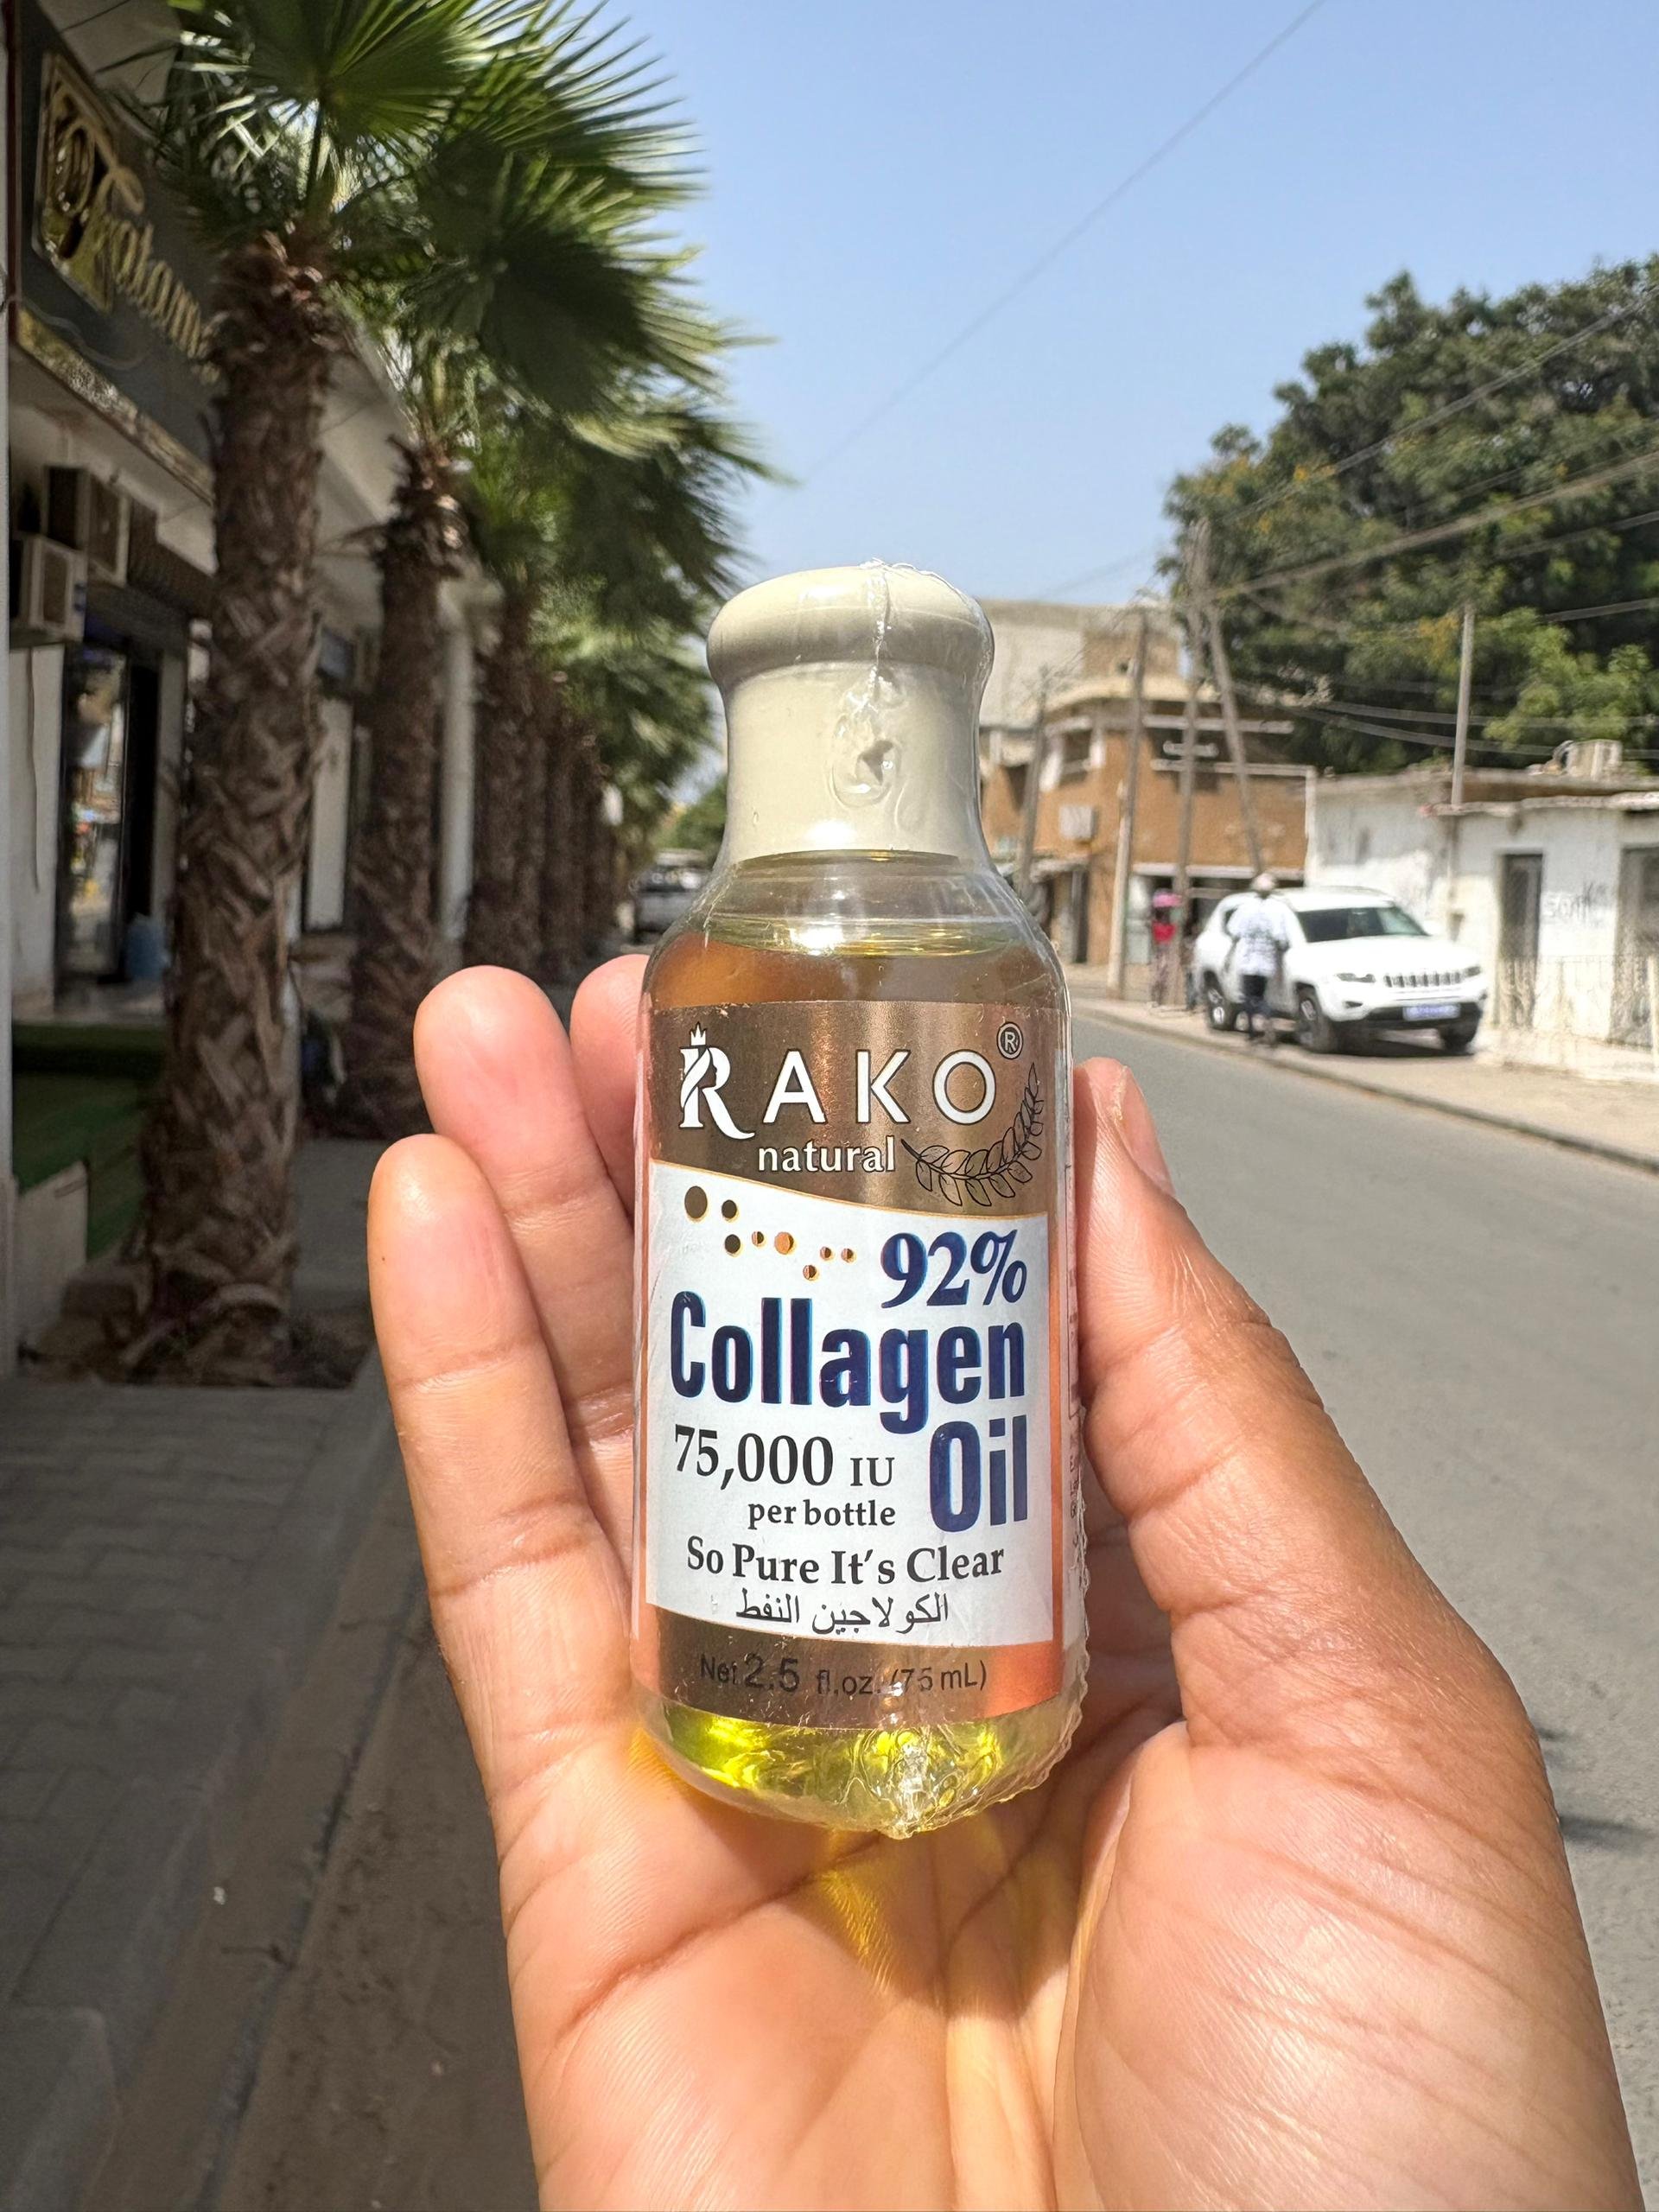 RAKO®
natural
92%
Collagen
Oil
75,000 IU
per bottle
So Pure It's Clear
الكولاجين النفط
Net 2.5 fl.oz. (75 mL)